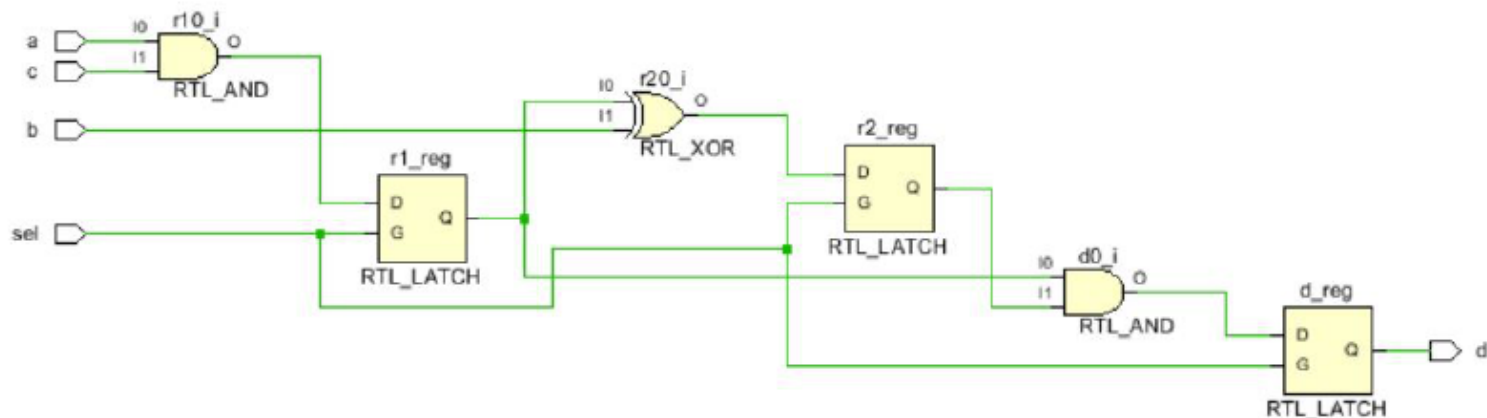 r10_i
a
I0
O
c
I1
RTL_AND
r20_i
I0
O
I1
b
RTL_XOR
r2_reg
r1_reg
D
Q
G
RTL_LATCH
D
Q
G
RTL_LATCH
sel
d0_i
I0
O
I1
RTL_AND
d_reg
D
Q
G
RTL_LATCH
d